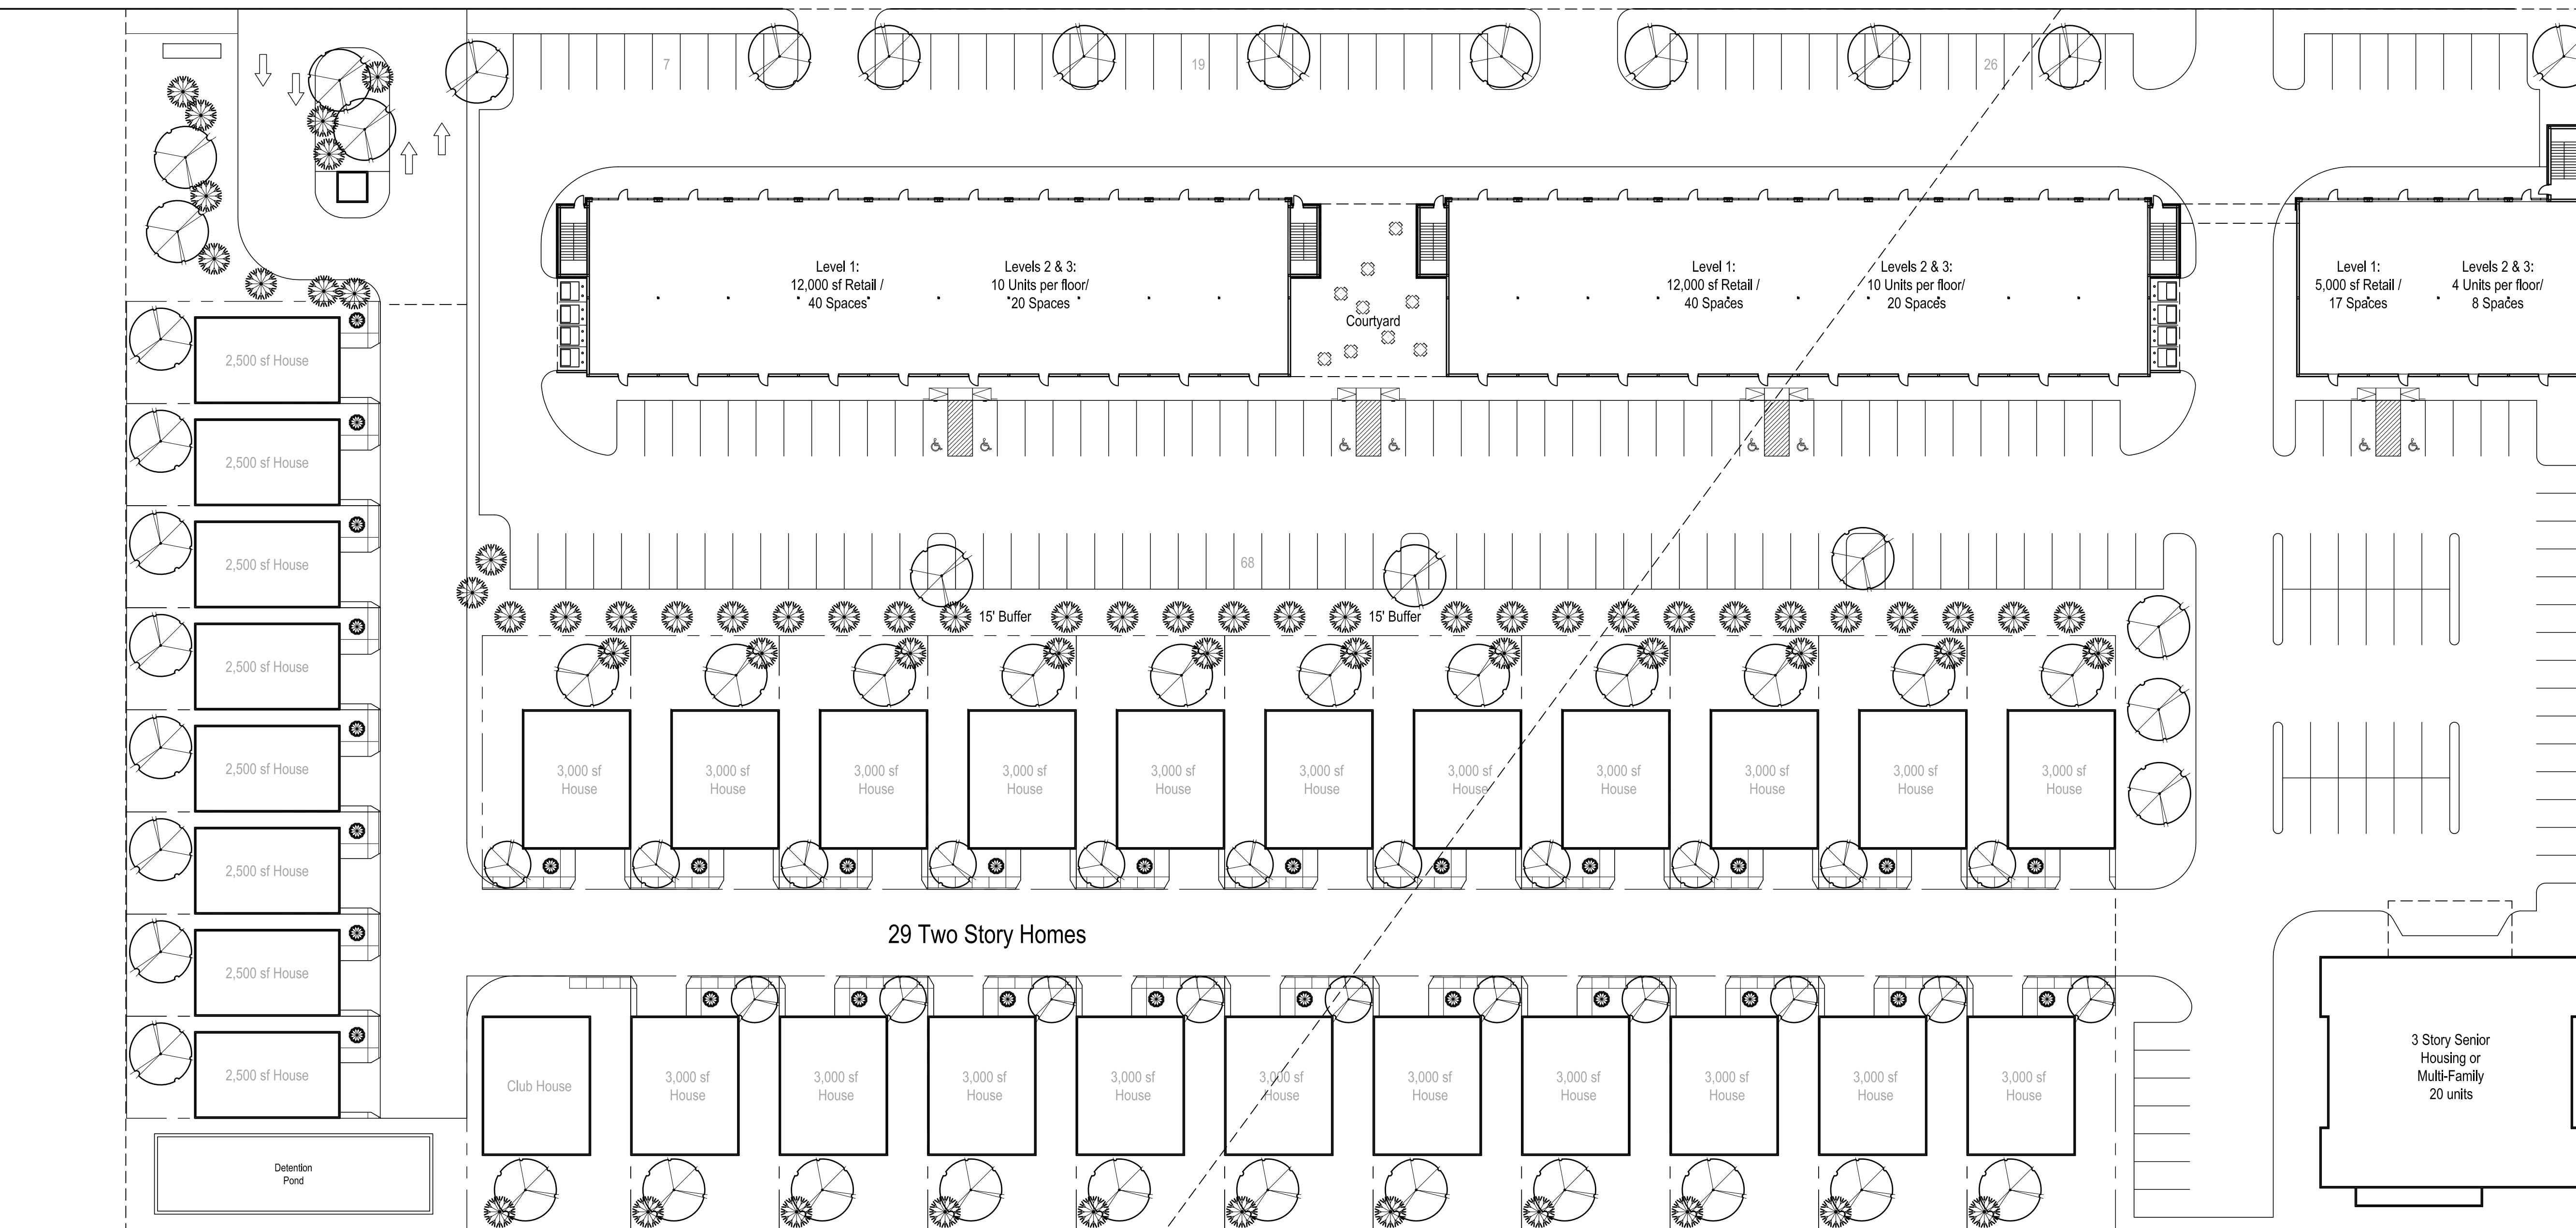 7
19
26
Level 1:
12,000 sf Retail /
40 Spaces
Levels 2 & 3:
10 Units per floor/
20 Spaces
Courtyard
Level 1:
12,000 sf Retail /
40 Spaces
Levels 2 & 3:
10 Units per floor/
20 Spaces
Level 1:
5,000 sf Retail /
17 Spaces
Levels 2 & 3:
4 Units per floor/
8 Spaces
2,500 sf House
2,500 sf House
2,500 sf House
2,500 sf House
2,500 sf House
2,500 sf House
2,500 sf House
2,500 sf House
68
15' Buffer
15' Buffer
3,000 sf
House
3,000 sf
House
3,000 sf
House
3,000 sf
House
3,000 sf
House
3,000 sf
House
3,000 sf
House
3,000 sf
House
3,000 sf
House
3,000 sf
House
3,000 sf
House
29 Two Story Homes
Club House
3,000 sf
House
3,000 sf
House
3,000 sf
House
3,000 sf
House
3,000 sf
House
3,000 sf
House
3,000 sf
House
3,000 sf
House
3,000 sf
House
3,000 sf
House
3 Story Senior
Housing or
Multi-Family
20 units
Detention
Pond